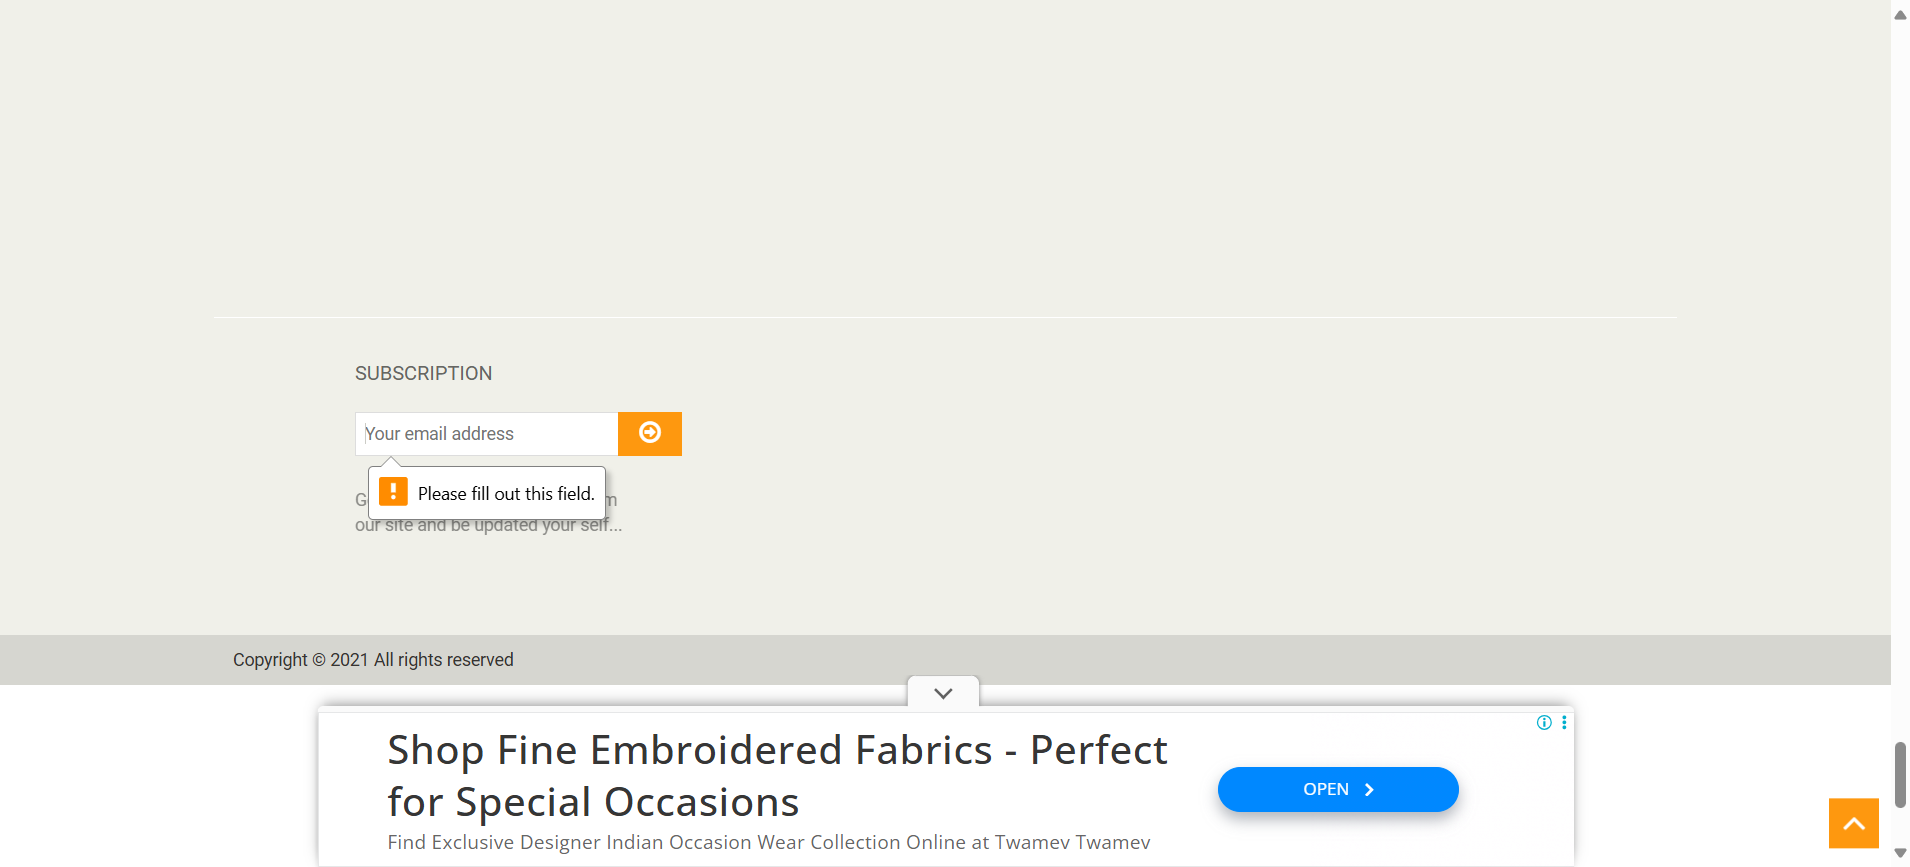 SUBSCRIPTION
Your email address
Please fill out this field.
our site and be updated your self...
Copyright © 2021 All rights reserved
Shop Fine Embroidered Fabrics - Perfect
for Special Occasions
OPEN
Find Exclusive Designer Indian Occasion Wear Collection Online at Twamev Twamev